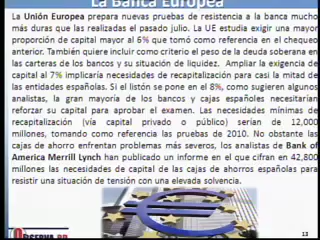 La Banca Europea
La Unión Europea prepara nuevas pruebas de resistencia a la banca mucho
más duras que las realizadas el pasado julio. La UE estudia exigir una mayor
proporción de capital mayor al 6% que tomó como referencia en el chequeo
anterior. También quiere incluir como criterio el peso de la deuda soberana en
las carteras de los bancos y su situación de liquidez. Ampliar la exigencia de
capital al 7% implicaría necesidades de recapitalización para casi la mitad de
las entidades españolas. Si el listón se pone en el 8%, como sugieren algunos
analistas, la gran mayoría de los bancos y cajas españoles necesitarían
reforzar su capital para aprobar el examen. Las necesidades mínimas de
recapitalización (vía capital privado o público) serían de 12,000
millones, tomando como referencia las pruebas de 2010. No obstante las
cajas de ahorro enfrentan problemas más severos, los analistas de Bank of
America Merrill Lynch han publicado un informe en el que cifran en 42,800
millones las necesidades de capital de las cajas de ahorros españolas para
resistir una situación de tensión con una elevada solvencia.
13